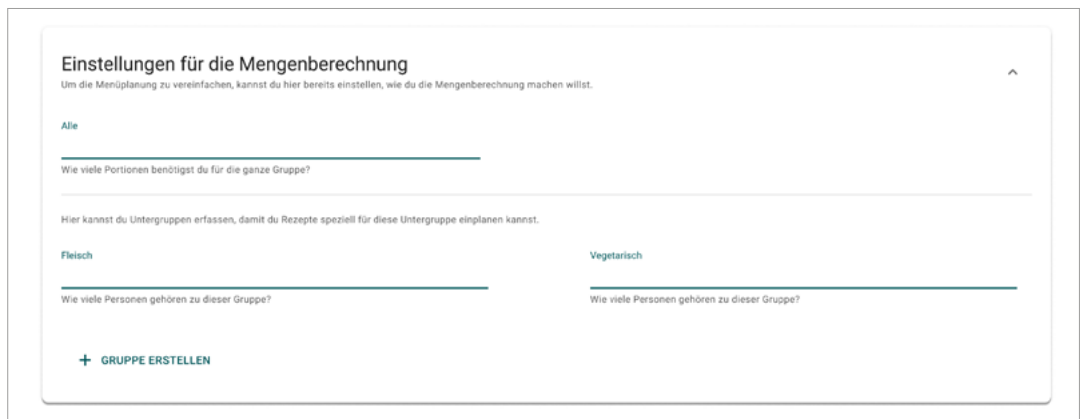 Einstellungen für die Mengenberechnung
Um die Menüplanung zu vereinfachen, kannst du hier bereits einstellen, wie du die Mengenberechnung machen willst.
Alle
Wie viele Portionen benötigst du für die ganze Gruppe?
Hier kannst du Untergruppen erfassen, damit du Rezepte speziell für diese Untergruppe einplanen kannst.
Fleisch
Wie viele Personen gehören zu dieser Gruppe?
Vegetarisch
Wie viele Personen gehören zu dieser Gruppe?
+ GRUPPE ERSTELLEN